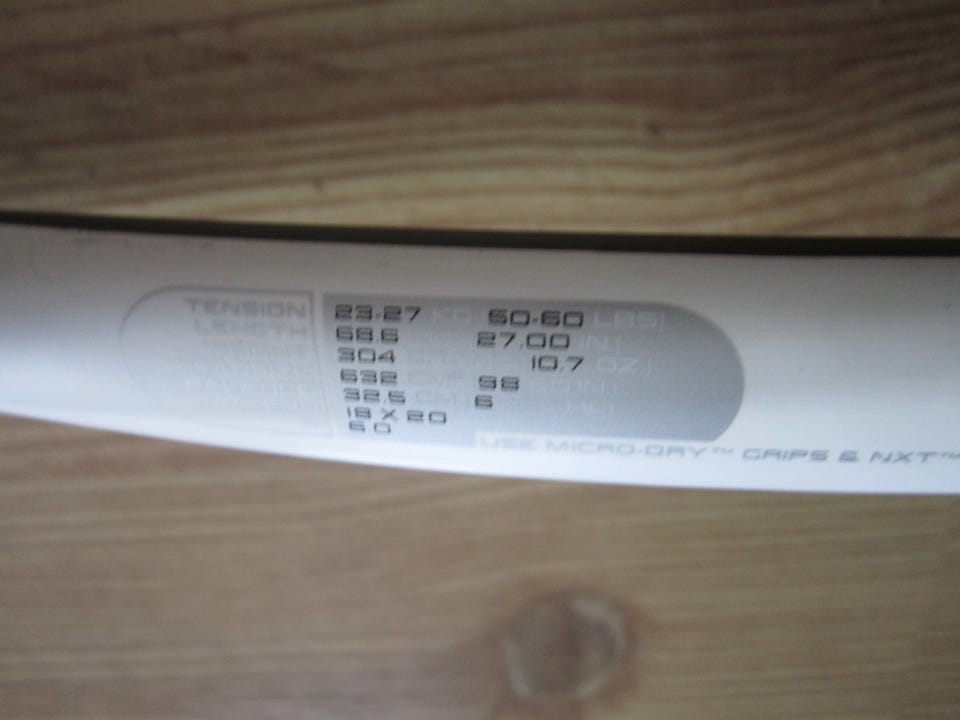 TENSION 23-27 KG 50-60 LBS
LENGTH 68.6 27.00 IN
304 10.7 OZ
632 98 IN
32.5 CM 6
18 X 20
6.0
USE MICRO-DRY™ GRIPS & NXT™